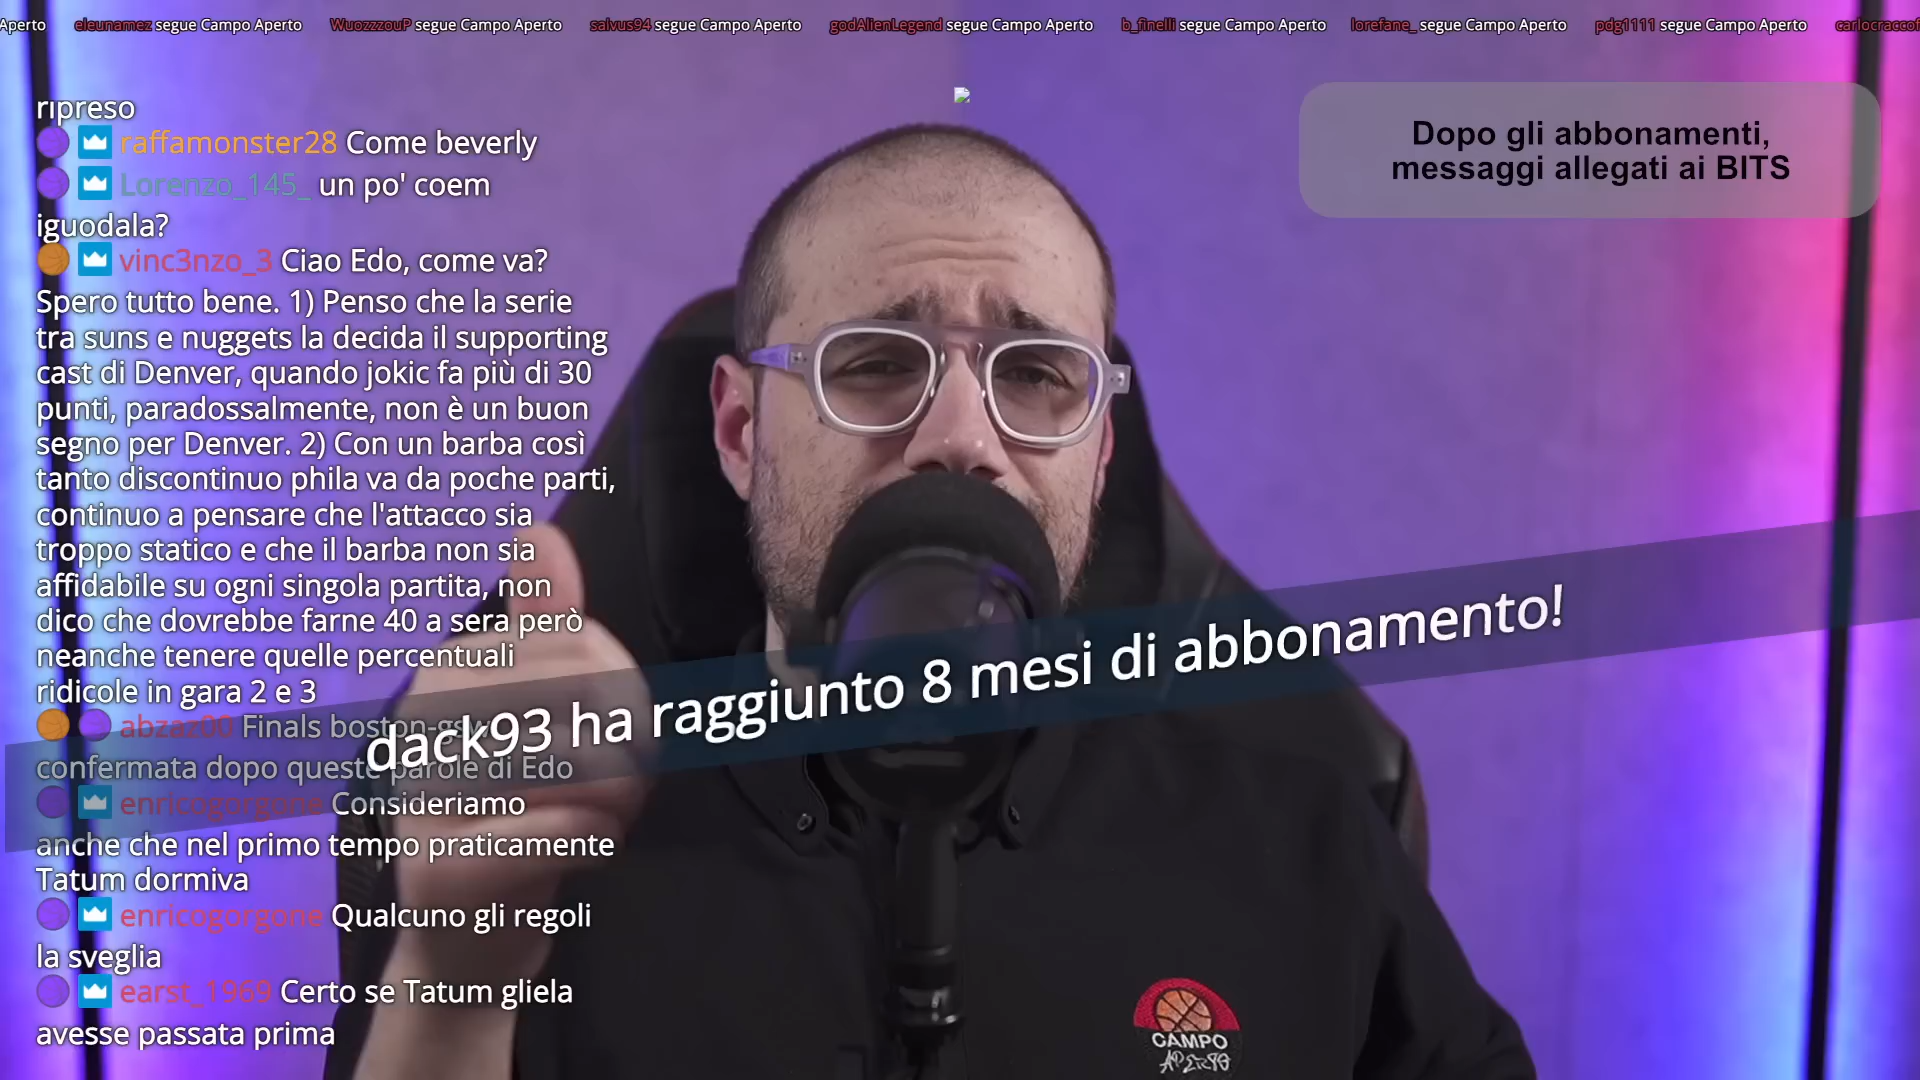 Aperto eleunamez segue Campo Aperto WuozzzouP segue Campo Aperto salvus94 segue Campo Aperto godAlienLegend segue Campo Aperto b_finelli segue Campo Aperto lorefane_ segue Campo Aperto pdg1111 segue Campo Aperto
ripreso
raffamonster28 Come beverly
Lorenzo_145_ un po' coem
iguodala?
vinc3nzo_3 Ciao Edo, come va?
Spero tutto bene. 1) Penso che la serie
tra suns e nuggets la decida il supporting
cast di Denver, quando jokic fa più di 30
punti, paradossalmente, non è un buon
segno per Denver. 2) Con un barba così
tanto discontinuo phila va da poche parti,
continuo a pensare che l'attacco sia
troppo statico e che il barba non sia
affidabile su ogni singola partita, non
dico che dovrebbe farne 40 a sera però
neanche tenere quelle percentuali
ridicole in gara 2 e 3
abzaz00 Finals boston-gsw
confermata dopo queste parole di Edo
enricogorgone Consideriamo
anche che nel primo tempo praticamente
Tatum dormiva
enricogorgone Qualcuno gli regoli
la sveglia
earst_1969 Certo se Tatum gliela
avesse passata prima
Dopo gli abbonamenti,
messaggi allegati ai BITS
dack93 ha raggiunto 8 mesi di abbonamento!
CAMPO
APERTO